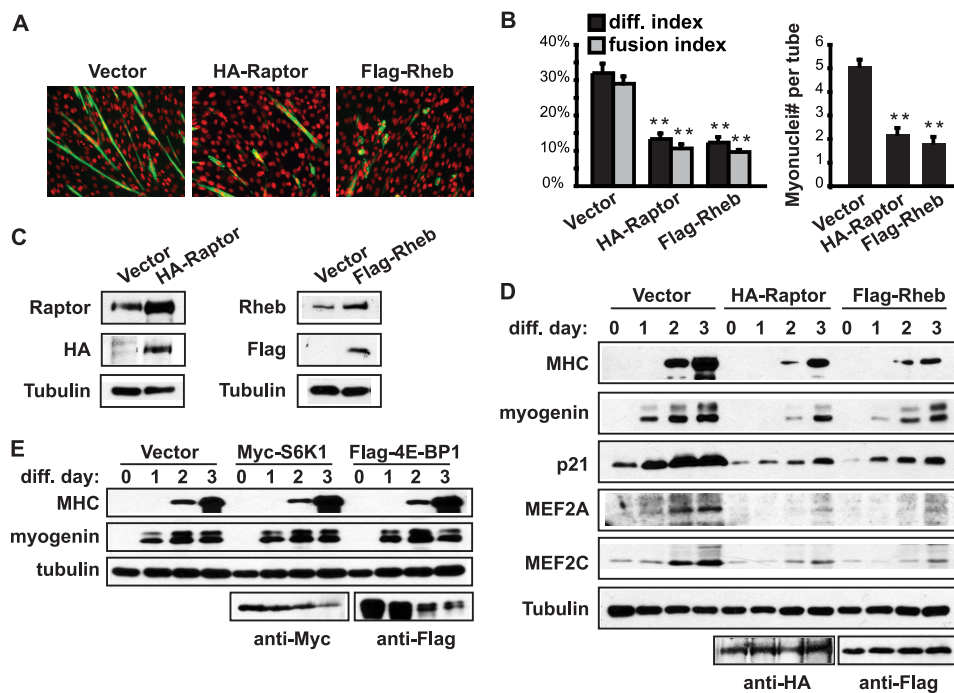 A
Vector HA-Raptor Flag-Rheb
B
diff. index
fusion index
40%
30%
20%
10%
0%
** ** ** **
Vector
HA-Raptor
Flag-Rheb
Myonuclei# per tube
6
5
4
3
2
1
0
** **
Vector
HA-Raptor
Flag-Rheb
C
Vector
HA-Raptor
Raptor
HA
Tubulin
Vector
Flag-Rheb
Rheb
Flag
Tubulin
D
Vector HA-Raptor Flag-Rheb
diff. day: 0 1 2 3 0 1 2 3 0 1 2 3
MHC
myogenin
p21
MEF2A
MEF2C
Tubulin
anti-HA anti-Flag
E
Vector Myc-S6K1 Flag-4E-BP1
diff. day: 0 1 2 3 0 1 2 3 0 1 2 3
MHC
myogenin
tubulin
anti-Myc anti-Flag